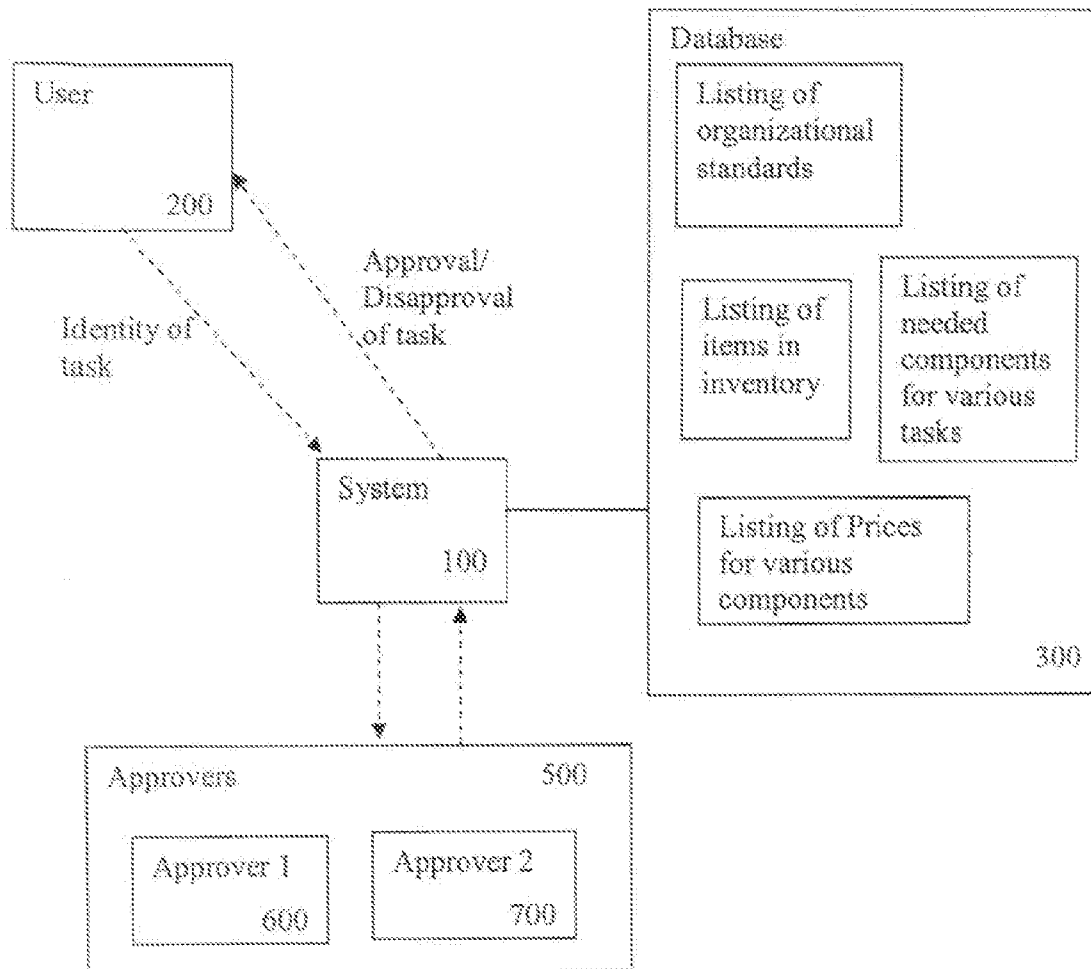 User
200
Approval/
Disapproval
of task
Identity of
task
System
100
Database
Listing of
organizational
standards
Listing of
items in
inventory
Listing of
needed
components
for various
tasks
Listing of Prices
for various
components
300
Approvers
500
Approver 1
600
Approver 2
700